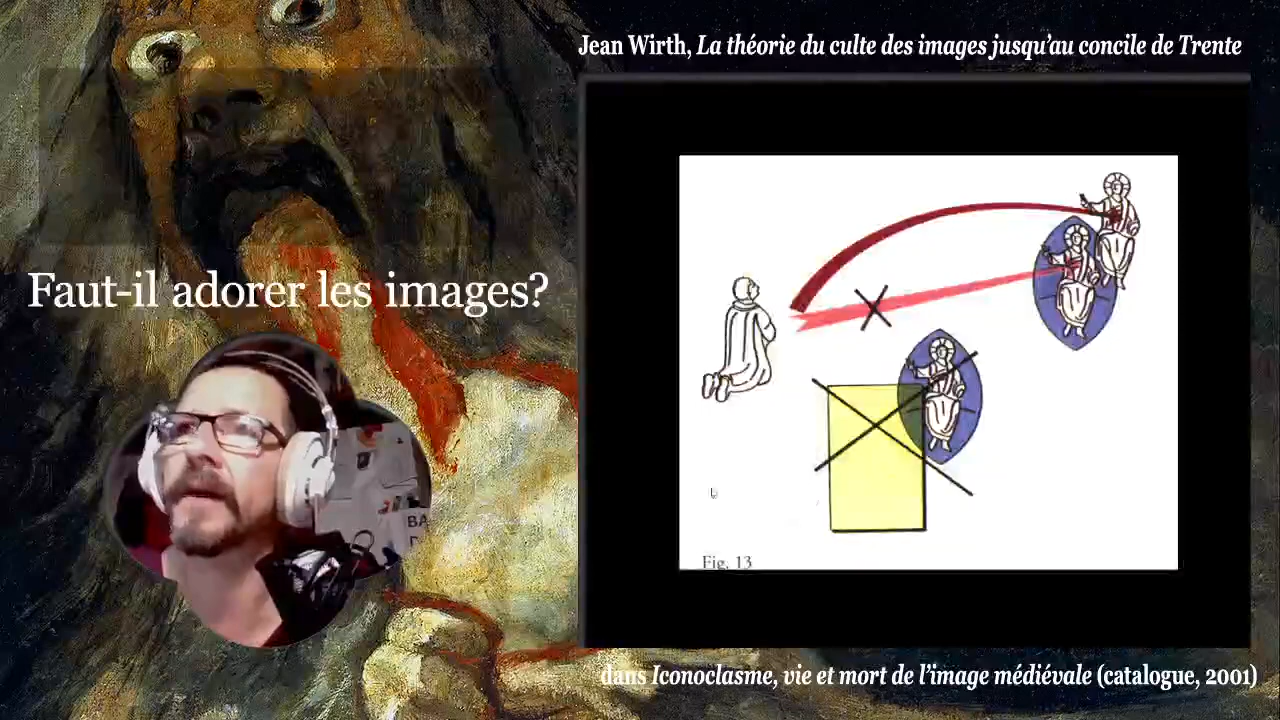 Jean Wirth, La théorie du culte des images jusqu'au concile de Trente
Faut-il adorer les images?
BA
Fig. 13
dans Iconoclasme, vie et mort de l'image médiévale (catalogue, 2001)